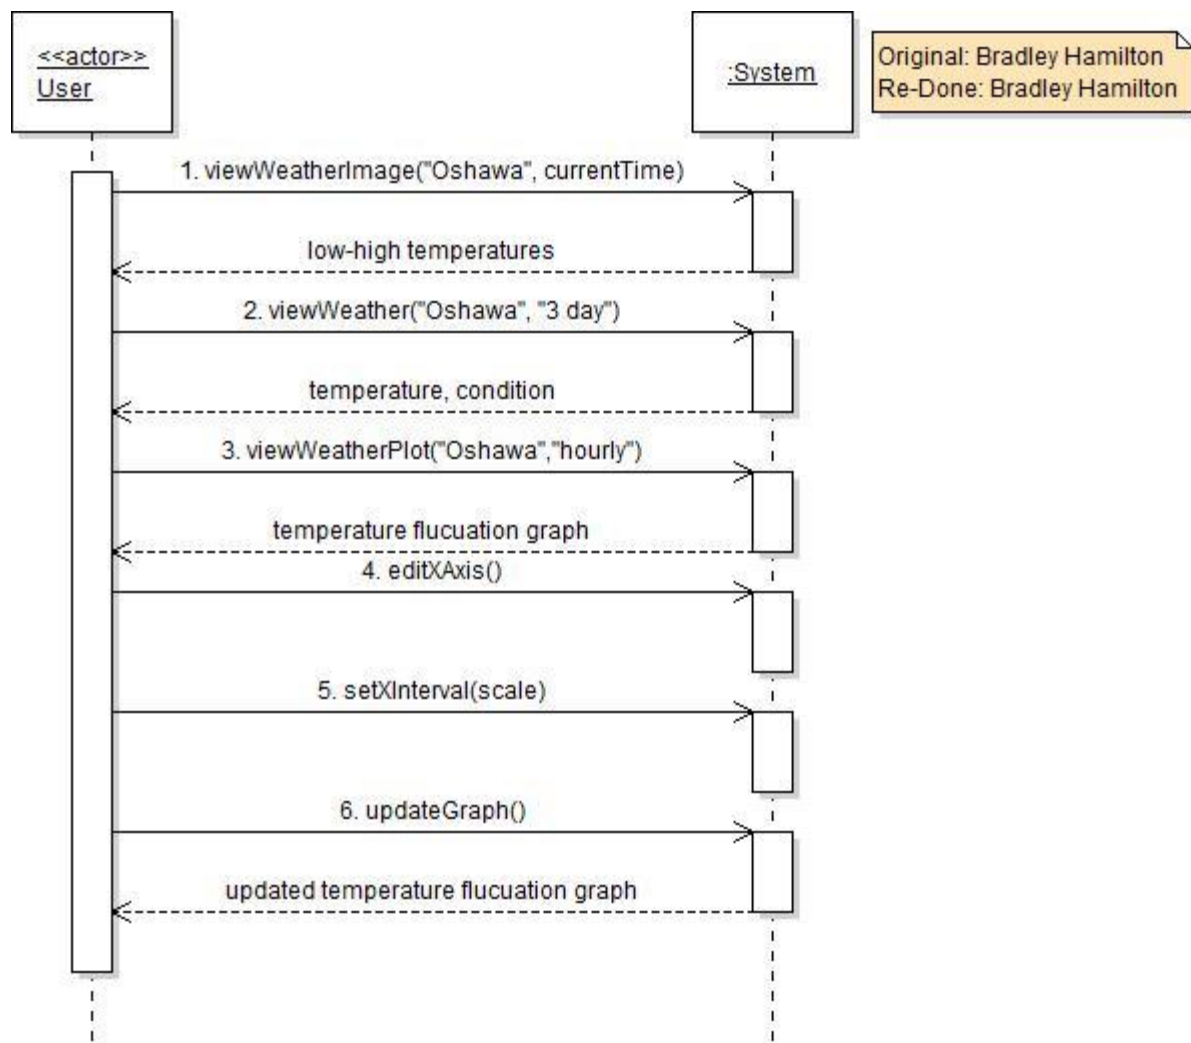 <<actor>>
User
:System
Original: Bradley Hamilton
Re-Done: Bradley Hamilton
1. viewWeatherImage("Oshawa", currentTime)
low-high temperatures
2. viewWeather("Oshawa", "3 day")
temperature, condition
3. viewWeatherPlot("Oshawa","hourly")
temperature flucuation graph
4. editXAxis()
5. setXInterval(scale)
6. updateGraph()
updated temperature flucuation graph